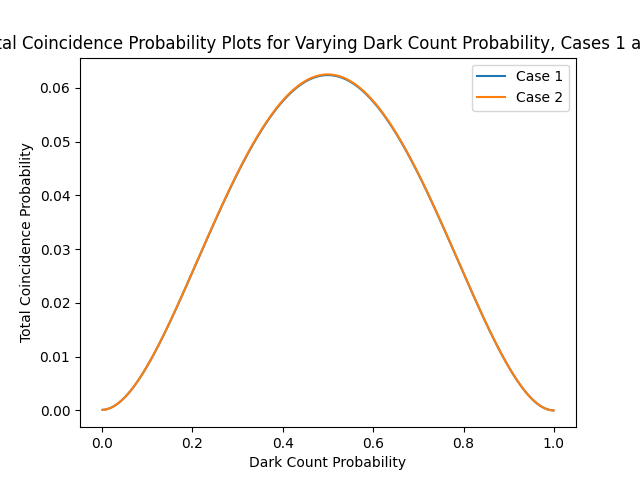 tal Coincidence Probability Plots for Varying Dark Count Probability, Cases 1 a
Case 1
Case 2
Total Coincidence Probability
0.06
0.05
0.04
0.03
0.02
0.01
0.00
0.0 0.2 0.4 0.6 0.8 1.0
Dark Count Probability